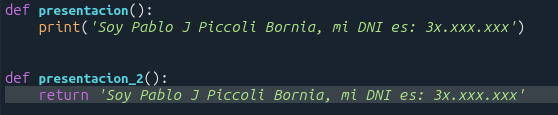 def presentacion():
    print('Soy Pablo J Piccoli Bornia, mi DNI es: 3x.xxx.xxx')
def presentacion_2():
    return 'Soy Pablo J Piccoli Bornia, mi DNI es: 3x.xxx.xxx'